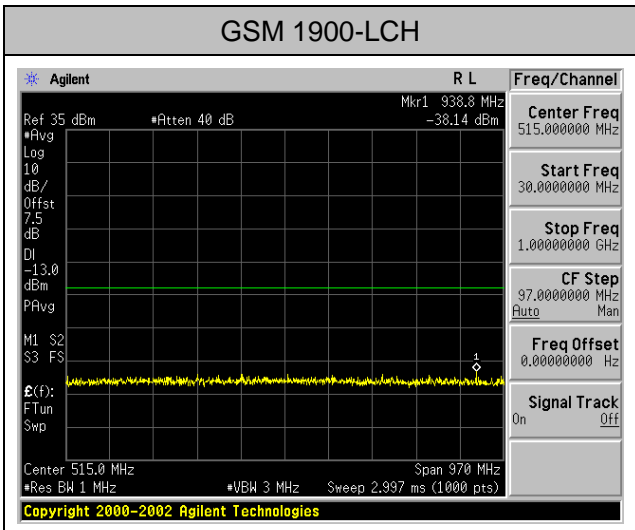 GSM 1900-LCH
Agilent R L Freq/Channel
Mkr1 938.8 MHz
Ref 35 dBm #Atten 40 dB -38.14 dBm
#Avg
Log
10
dB/
Offst
7.5
dB
DI
-13.0
dBm
PAvg
M1 S2
S3 FS
£(f):
FTun
Swp
1
Center 515.0 MHz Span 970 MHz
#Res BW 1 MHz #VBW 3 MHz Sweep 2.997 ms (1000 pts)
Copyright 2000-2002 Agilent Technologies
Center Freq
515.000000 MHz
Start Freq
30.0000000 MHz
Stop Freq
1.00000000 GHz
CF Step
97.0000000 MHz
Auto Man
Freq Offset
0.00000000 Hz
Signal Track
On Off